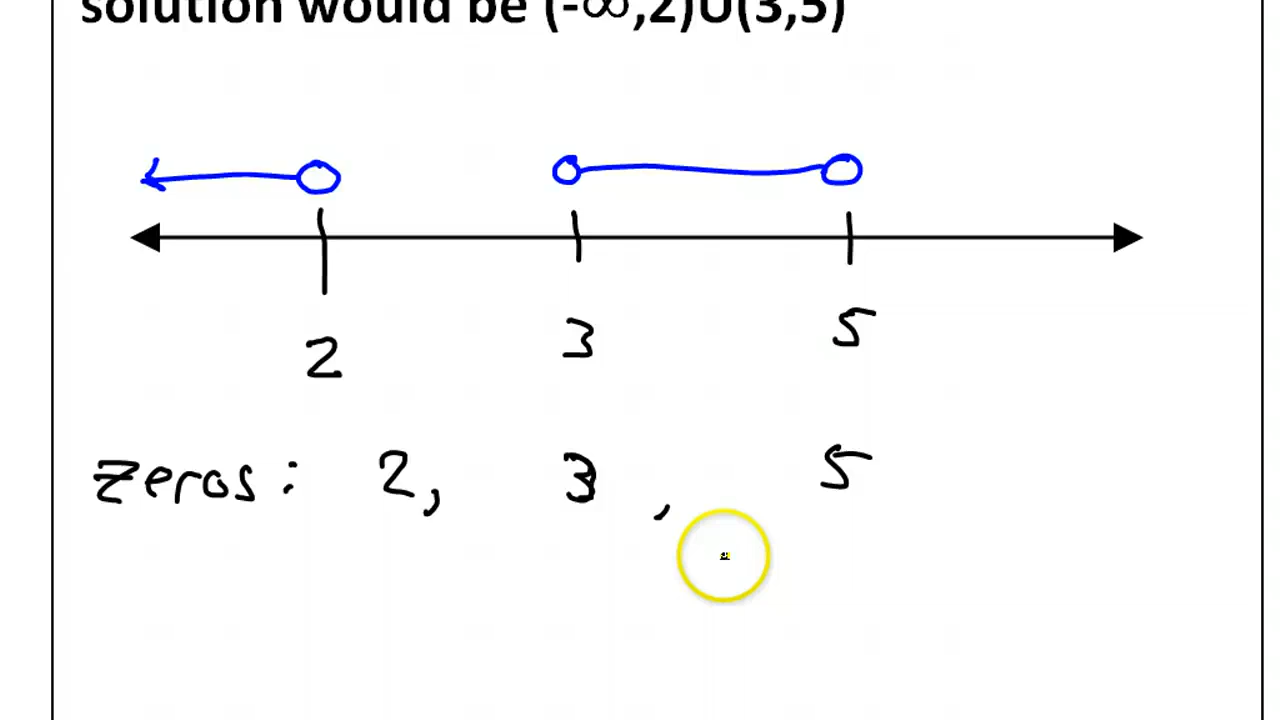 solution would be (-∞,2)U(3,5)
2 3 5
zeros: 2, 3, 5